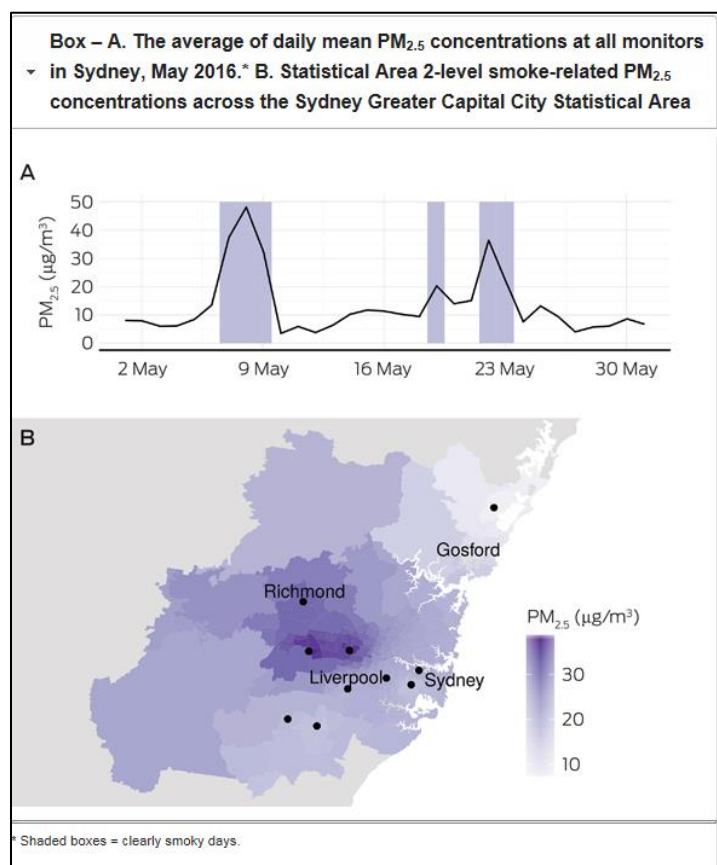 Box – A. The average of daily mean PM₂.₅ concentrations at all monitors
in Sydney, May 2016.* B. Statistical Area 2-level smoke-related PM₂.₅
concentrations across the Sydney Greater Capital City Statistical Area
A
PM₂.₅ (µg/m³)
50
40
30
20
10
0
2 May 9 May 16 May 23 May 30 May
B
Gosford
Richmond
Liverpool
Sydney
PM₂.₅ (µg/m³)
30
20
10
* Shaded boxes = clearly smoky days.